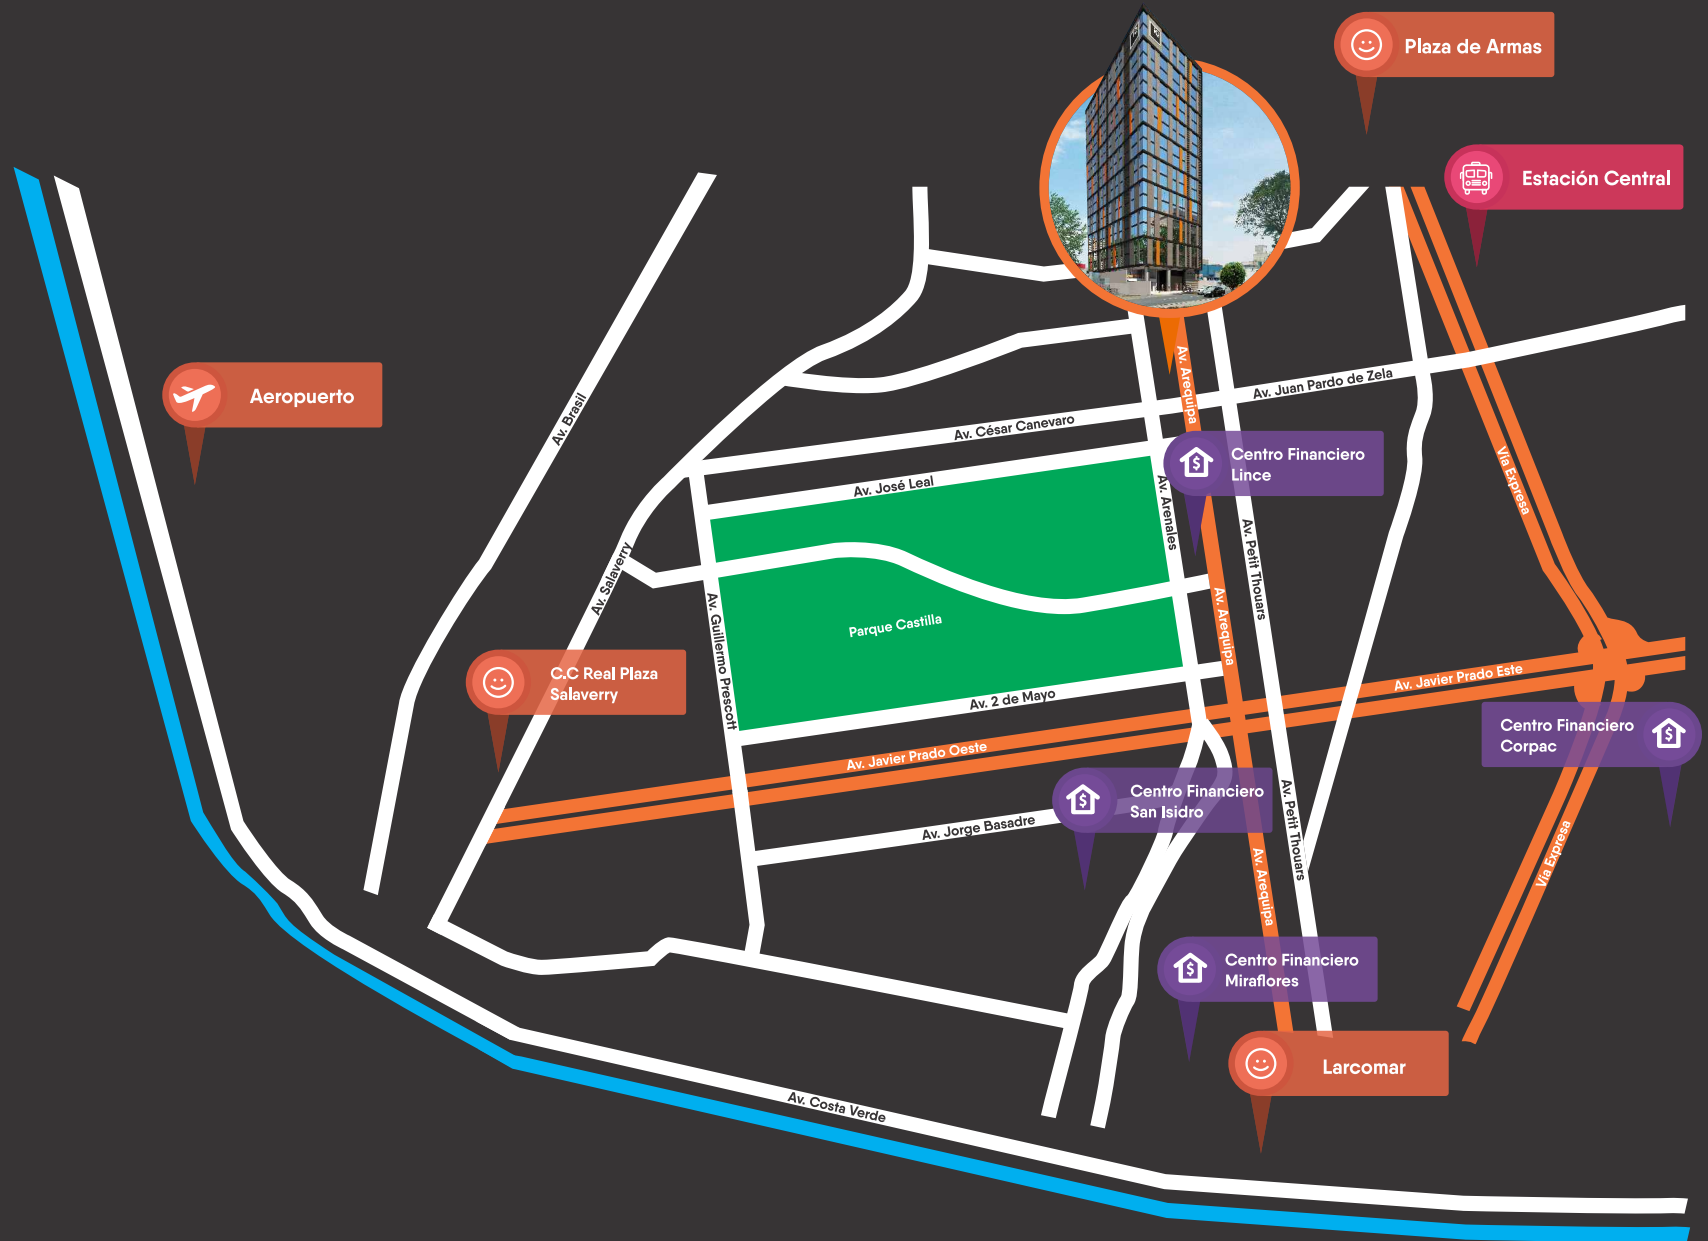 Plaza de Armas
Estación Central
Aeropuerto
Av. Brasil
Av. Arequipa
Av. Juan Pardo de Zela
Av. César Canevaro
Centro Financiero
Lince
Av. José Leal
Av. Arenales
Vía Expresa
Av. Petit Thouars
Av. Salaverry
Av. Guillermo Prescott
Parque Castilla
Av. Arequipa
C.C Real Plaza
Salaverry
Av. 2 de Mayo
Av. Javier Prado Este
Av. Javier Prado Oeste
Centro Financiero
Corpac
Centro Financiero
San Isidro
Av. Jorge Basadre
Av. Petit Thouars
Av. Arequipa
Vía Expresa
Centro Financiero
Miraflores
Larcomar
Av. Costa Verde